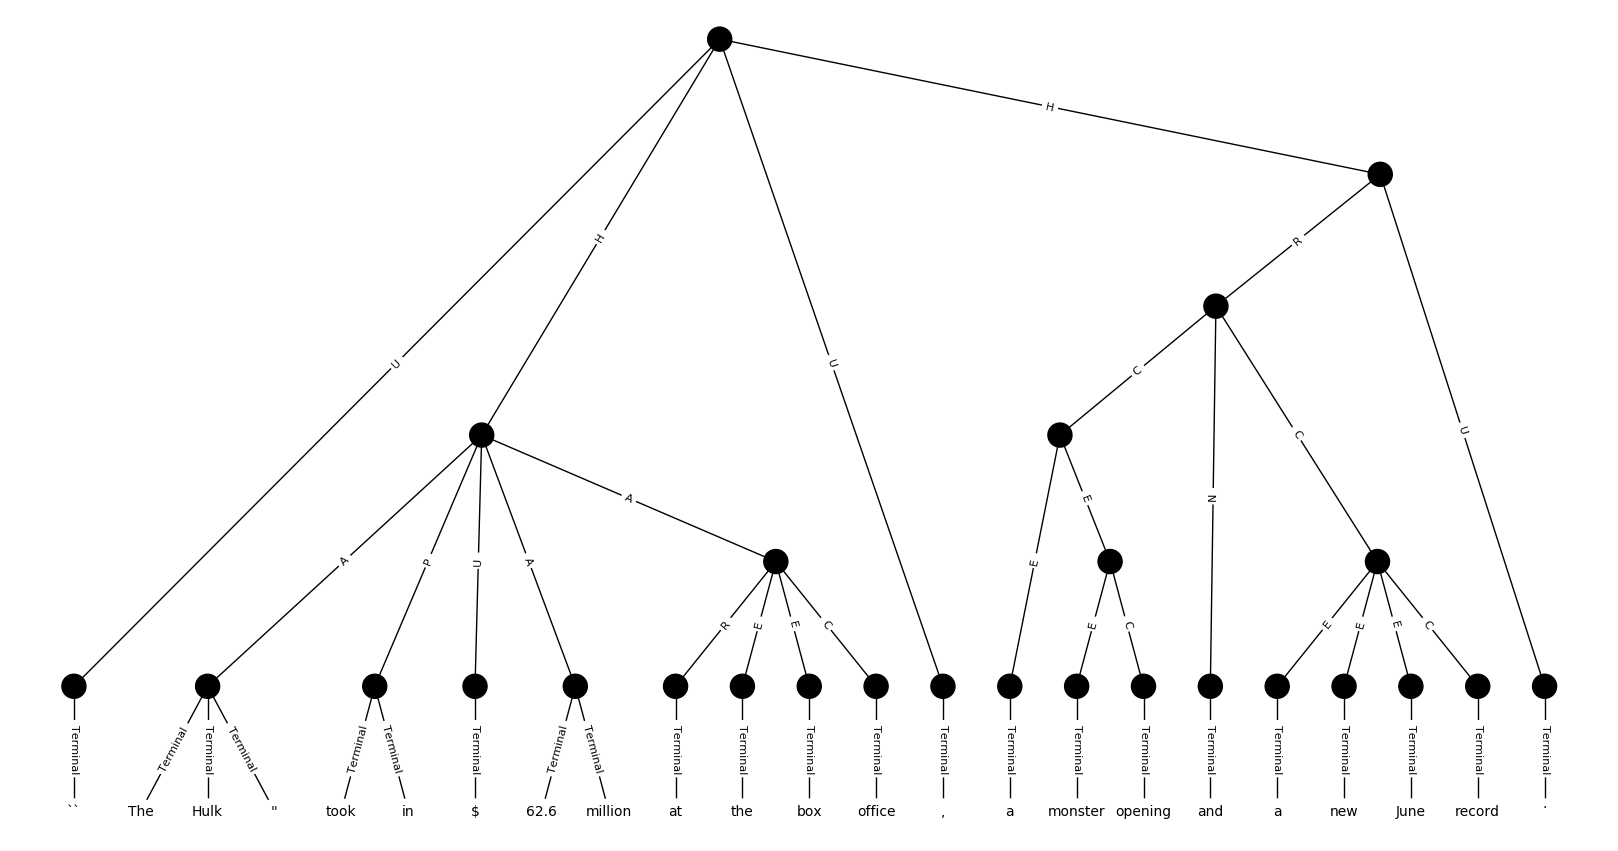 H
R
H
U
U
C
C
U
A
E
N
A
P
U
A
E
R
E
E
C
E
C
E
E
E
C
Terminal Terminal Terminal Terminal Terminal Terminal Terminal Terminal Terminal Terminal Terminal Terminal Terminal Terminal Terminal Terminal Terminal Terminal Terminal Terminal Terminal Terminal Terminal
`` The Hulk " took in $ 62.6 million at the box office , a monster opening and a new June record .